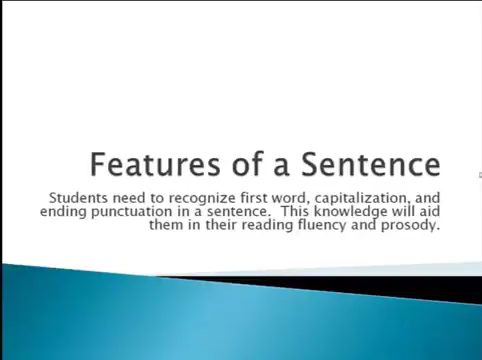 Features of a Sentence
Students need to recognize first word, capitalization, and
ending punctuation in a sentence.  This knowledge will aid
them in their reading fluency and prosody.